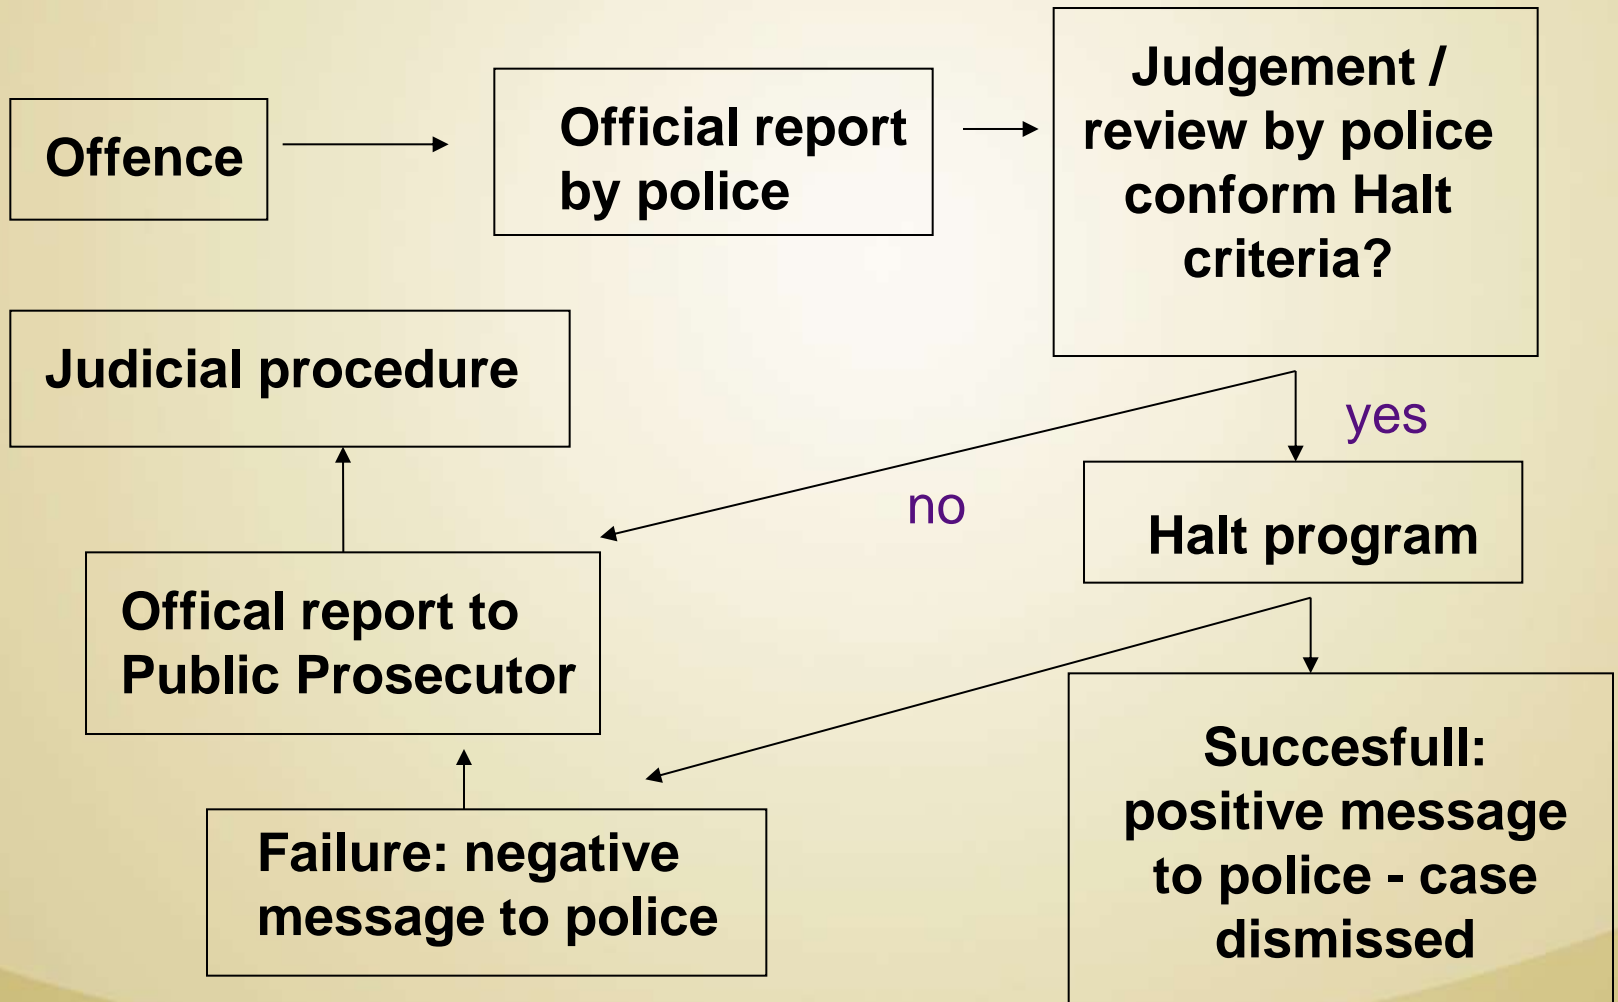 Offence
Official report
by police
Judgement /
review by police
conform Halt
criteria?
Judicial procedure
yes
no
Halt program
Offical report to
Public Prosecutor
Succesfull:
positive message
to police - case
dismissed
Failure: negative
message to police